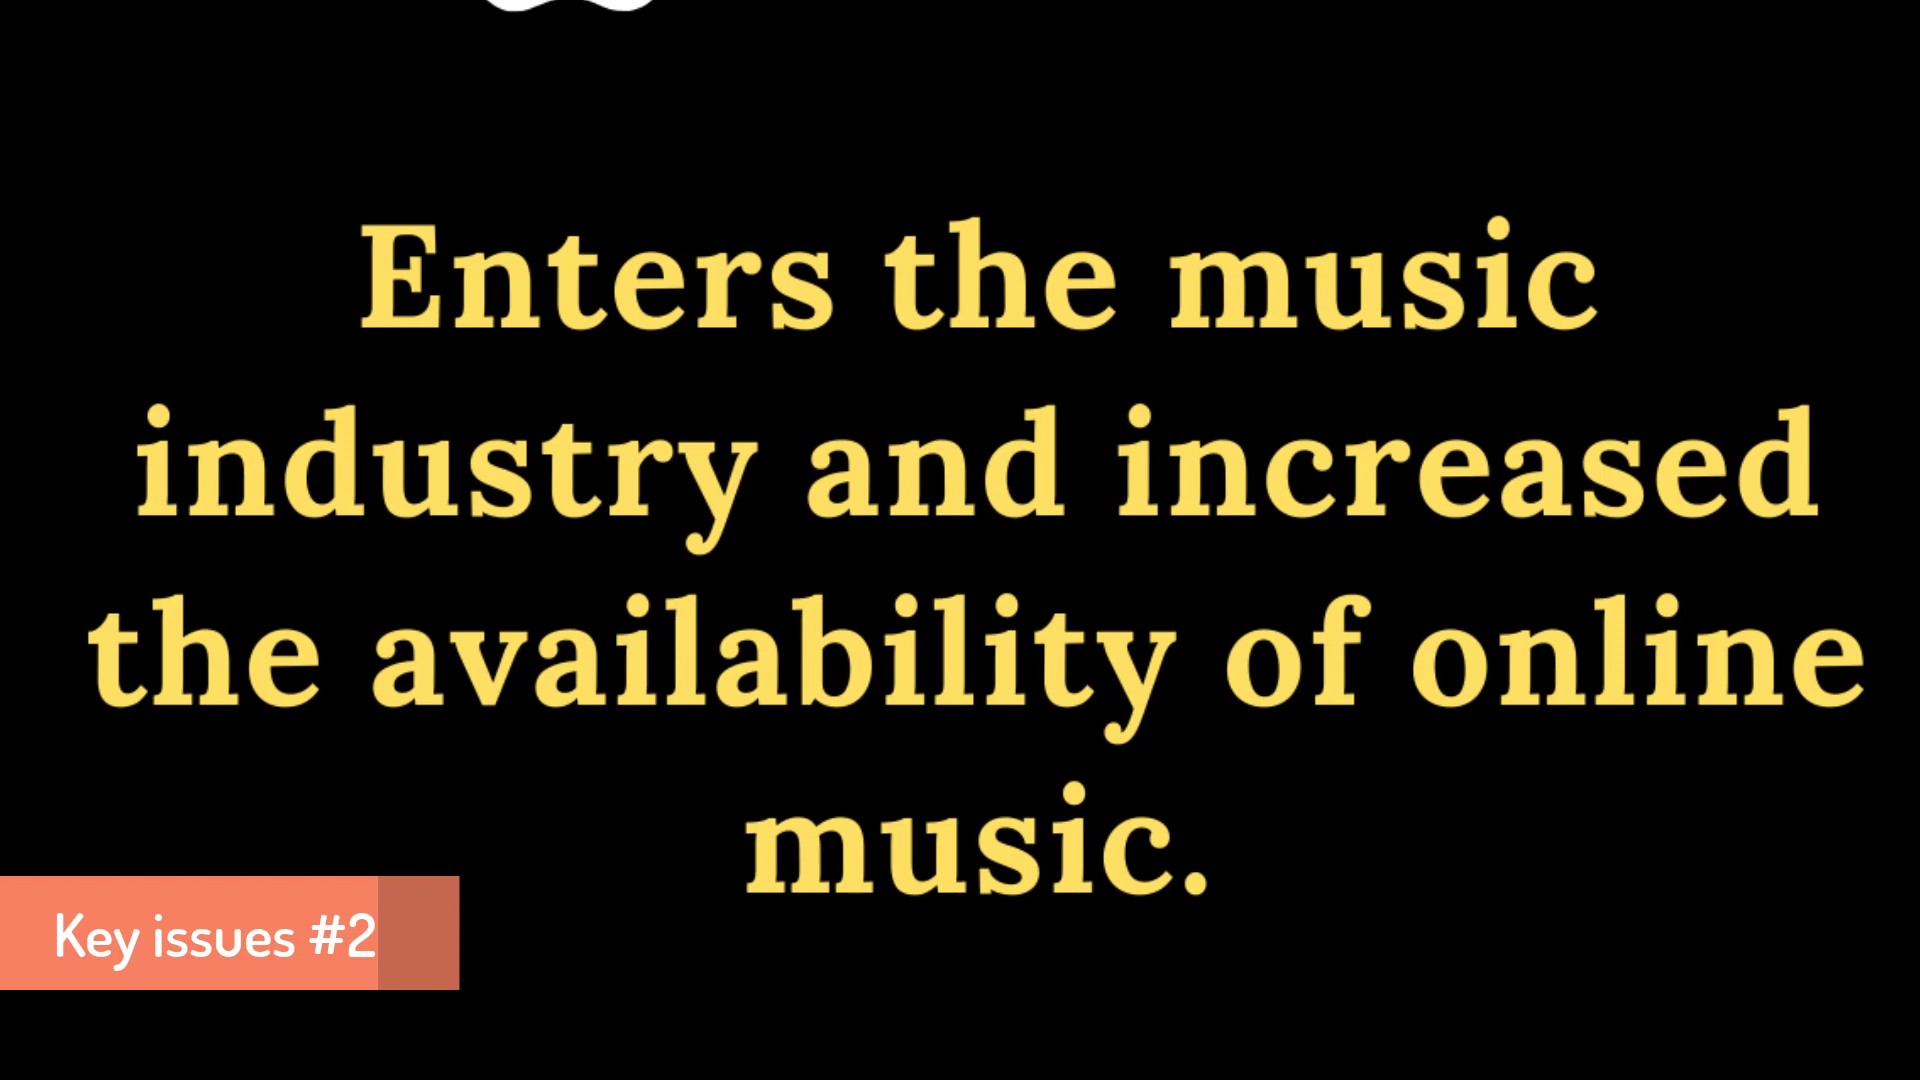 Enters the music
industry and increased
the availability of online
music.
Key issues #2